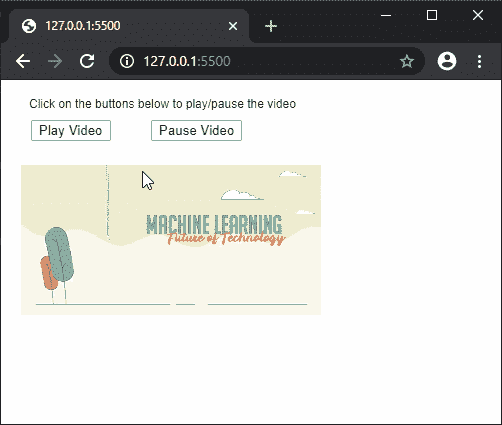 127.0.0.1:5500
127.0.0.1:5500
Click on the buttons below to play/pause the video
Play Video Pause Video
MACHINE LEARNING
Future of Technology